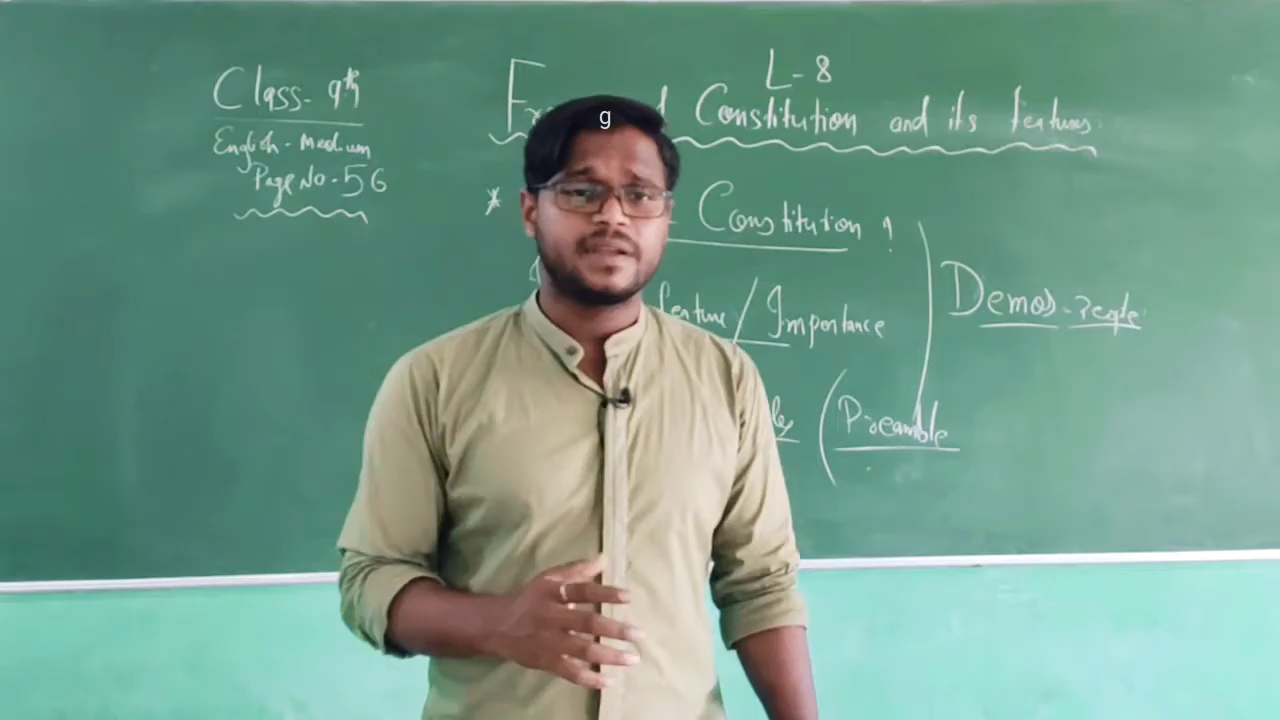 Class-9th
English-Medium
Page No-56
L-8
Constitution and its features
* Constitution ?
feature / Importance
Demos-People
(Preamble
g